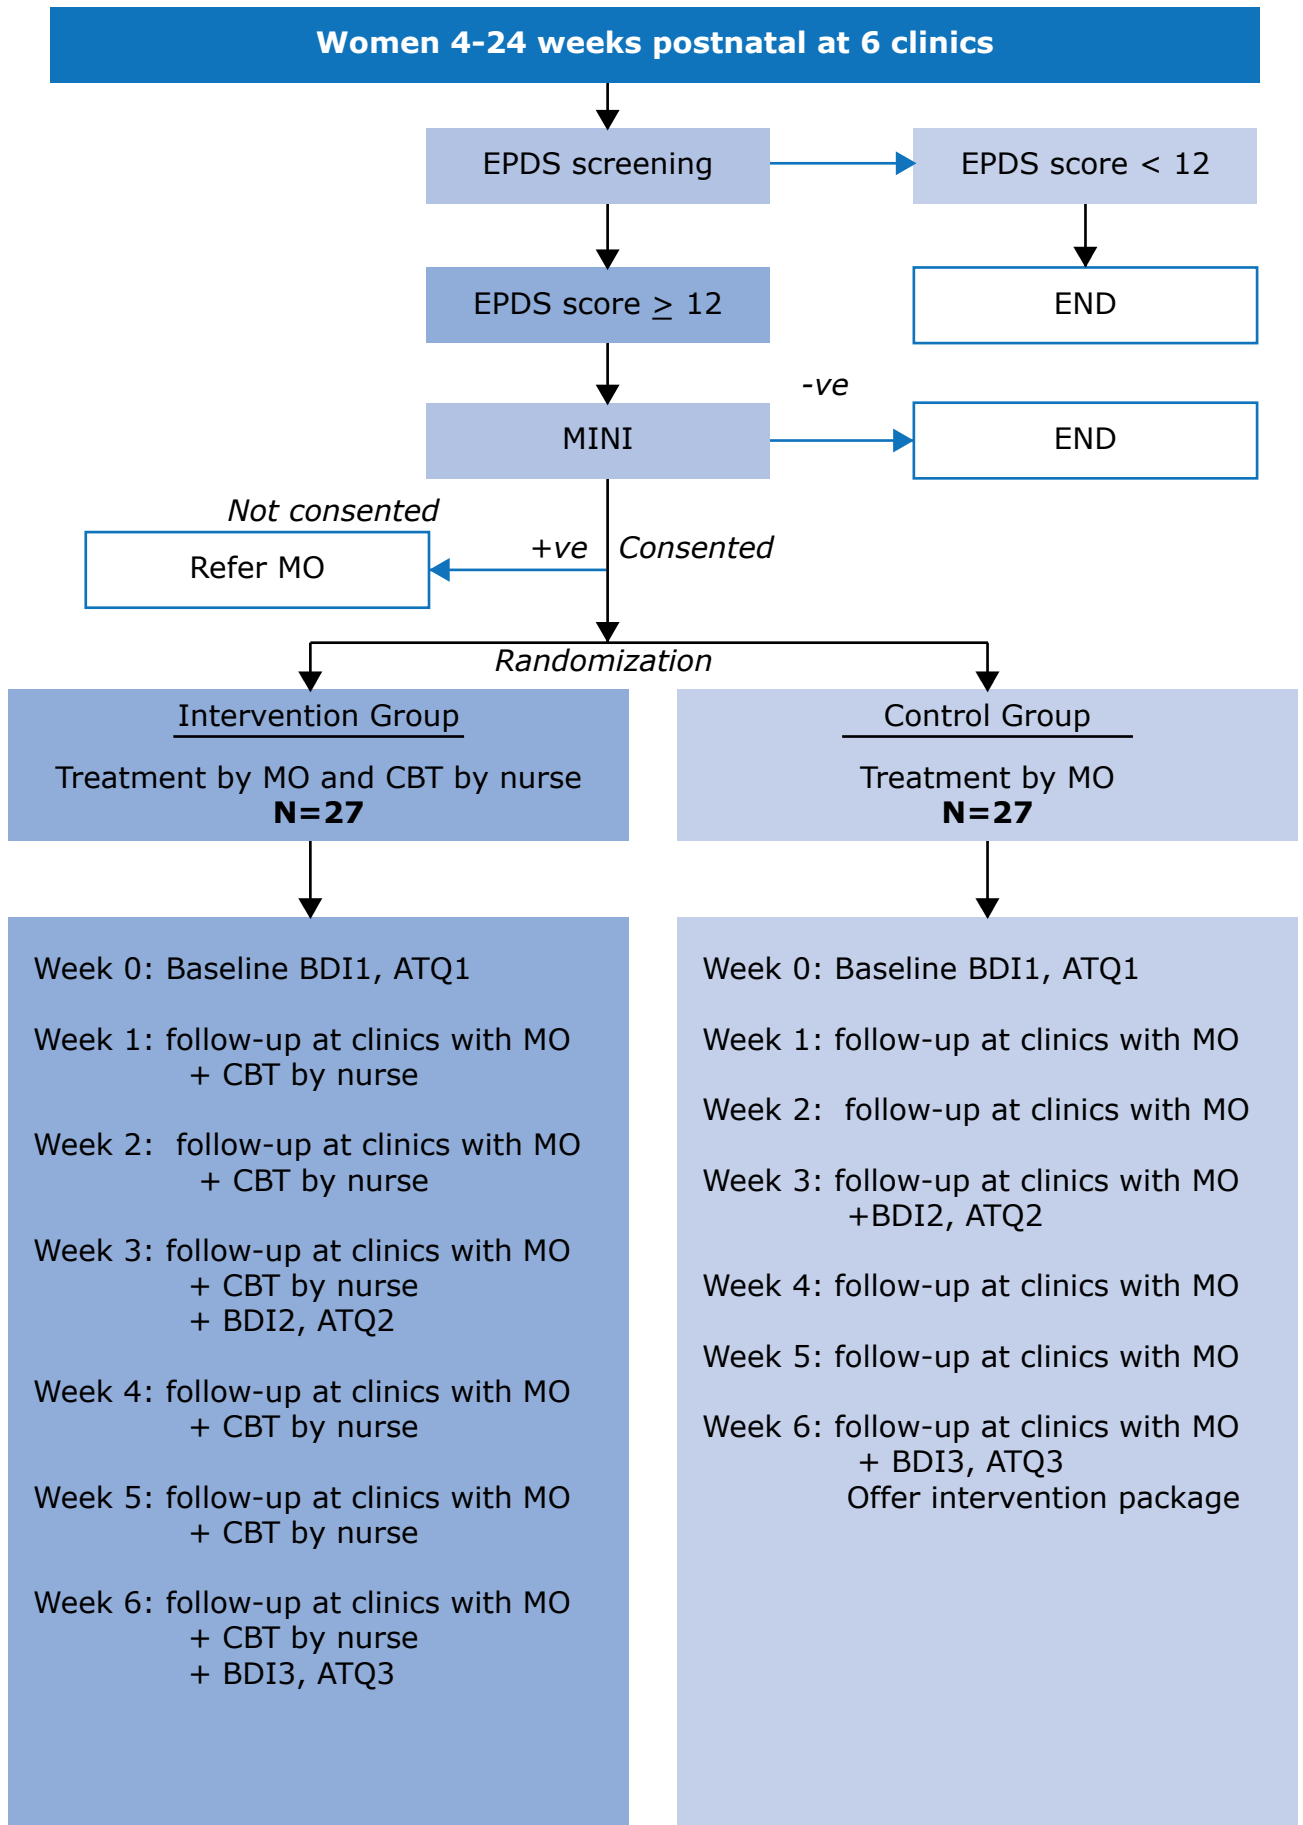 Women 4–24 weeks postnatal at 6 clinics
EPDS screening
EPDS score < 12
EPDS score ≥ 12
END
-ve
MINI
END
Not consented
+ve
Consented
Refer MO
Randomization
Intervention Group
Treatment by MO and CBT by nurse
N=27
Control Group
Treatment by MO
N=27
Week 0: Baseline BDI1, ATQ1
Week 1: follow-up at clinics with MO
+ CBT by nurse
Week 2: follow-up at clinics with MO
+ CBT by nurse
Week 3: follow-up at clinics with MO
+ CBT by nurse
+ BDI2, ATQ2
Week 4: follow-up at clinics with MO
+ CBT by nurse
Week 5: follow-up at clinics with MO
+ CBT by nurse
Week 6: follow-up at clinics with MO
+ CBT by nurse
+ BDI3, ATQ3
Week 0: Baseline BDI1, ATQ1
Week 1: follow-up at clinics with MO
Week 2: follow-up at clinics with MO
Week 3: follow-up at clinics with MO
+BDI2, ATQ2
Week 4: follow-up at clinics with MO
Week 5: follow-up at clinics with MO
Week 6: follow-up at clinics with MO
+ BDI3, ATQ3
Offer intervention package